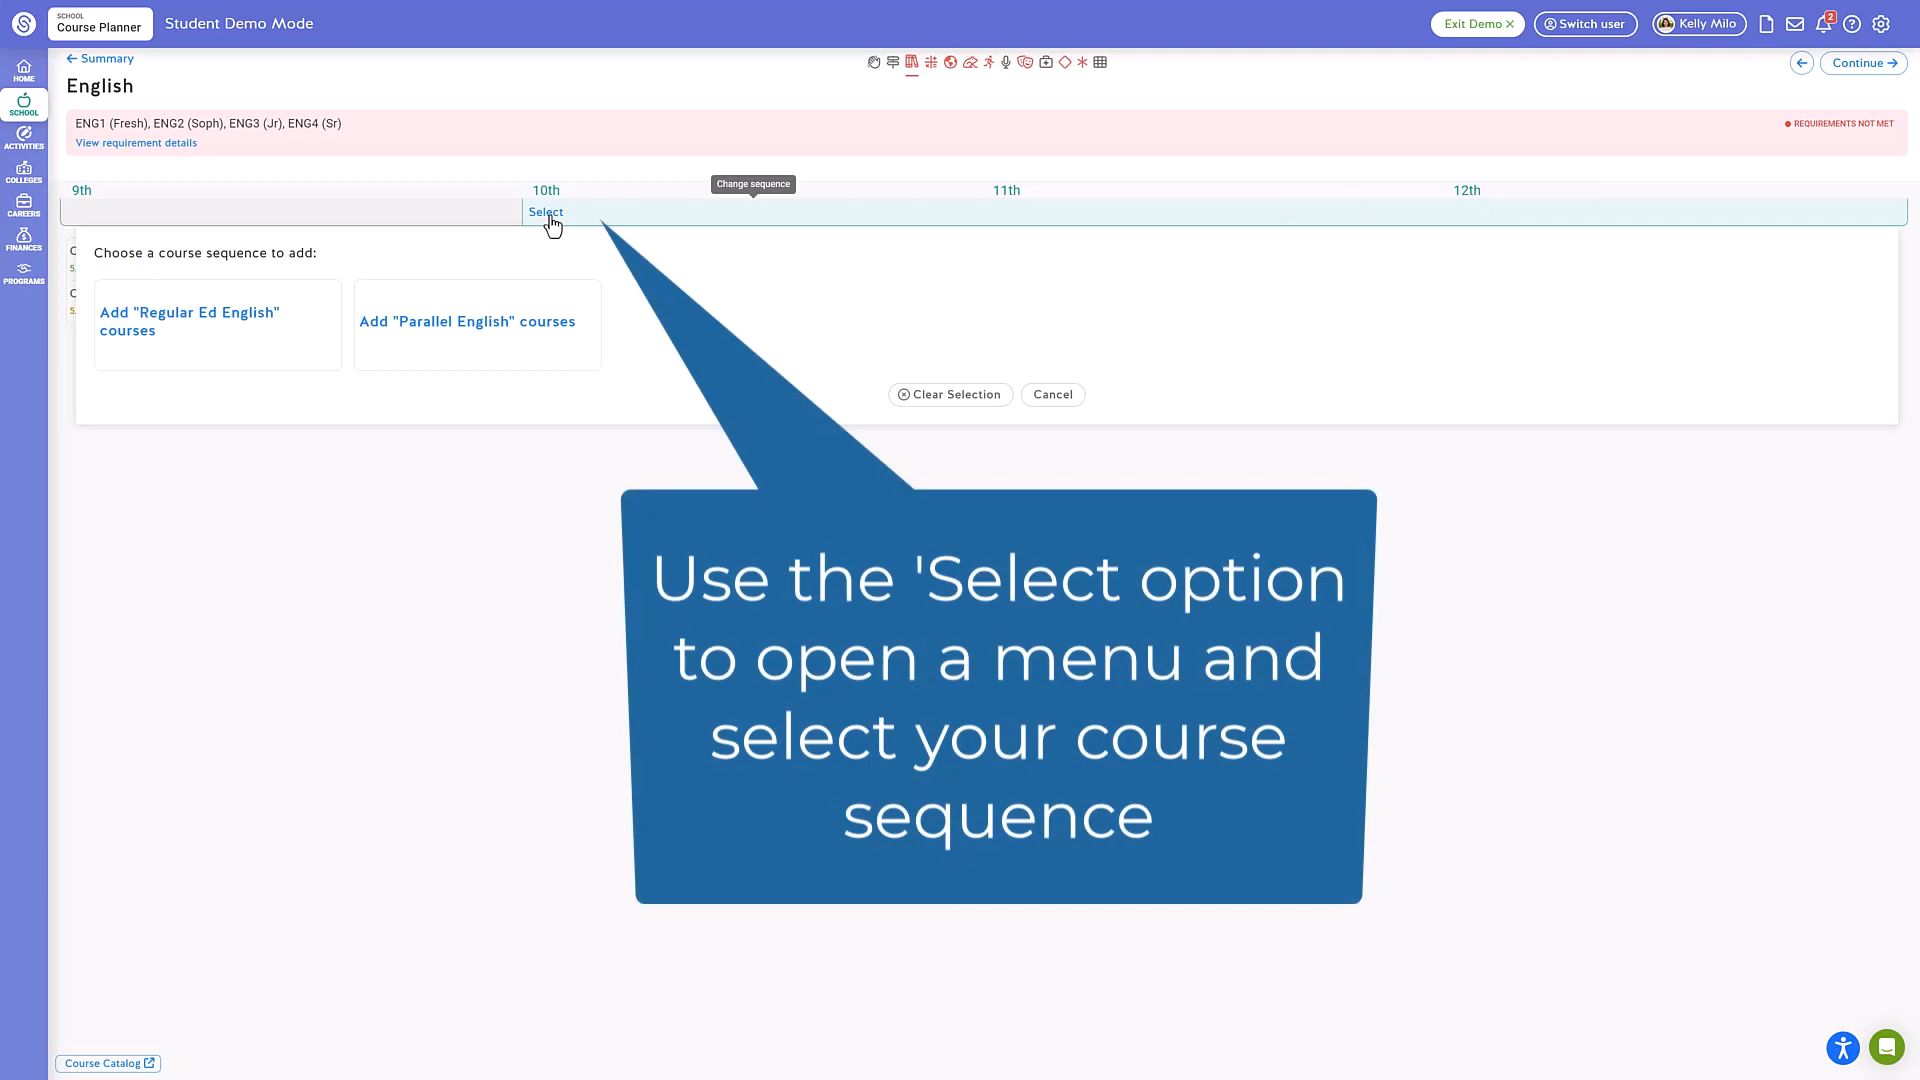 SCHOOL
Course Planner
Student Demo Mode
Exit Demo ×
Switch user
Kelly Milo
2
HOME
SCHOOL
ACTIVITIES
COLLEGES
CAREERS
FINANCES
PROGRAMS
← Summary
Continue →
English
ENG1 (Fresh), ENG2 (Soph), ENG3 (Jr), ENG4 (Sr)
REQUIREMENTS NOT MET
View requirement details
Change sequence
9th 10th 11th 12th
Select
Choose a course sequence to add:
Add "Regular Ed English"
courses
Add "Parallel English" courses
Clear Selection
Cancel
Use the 'Select option
to open a menu and
select your course
sequence
Course Catalog